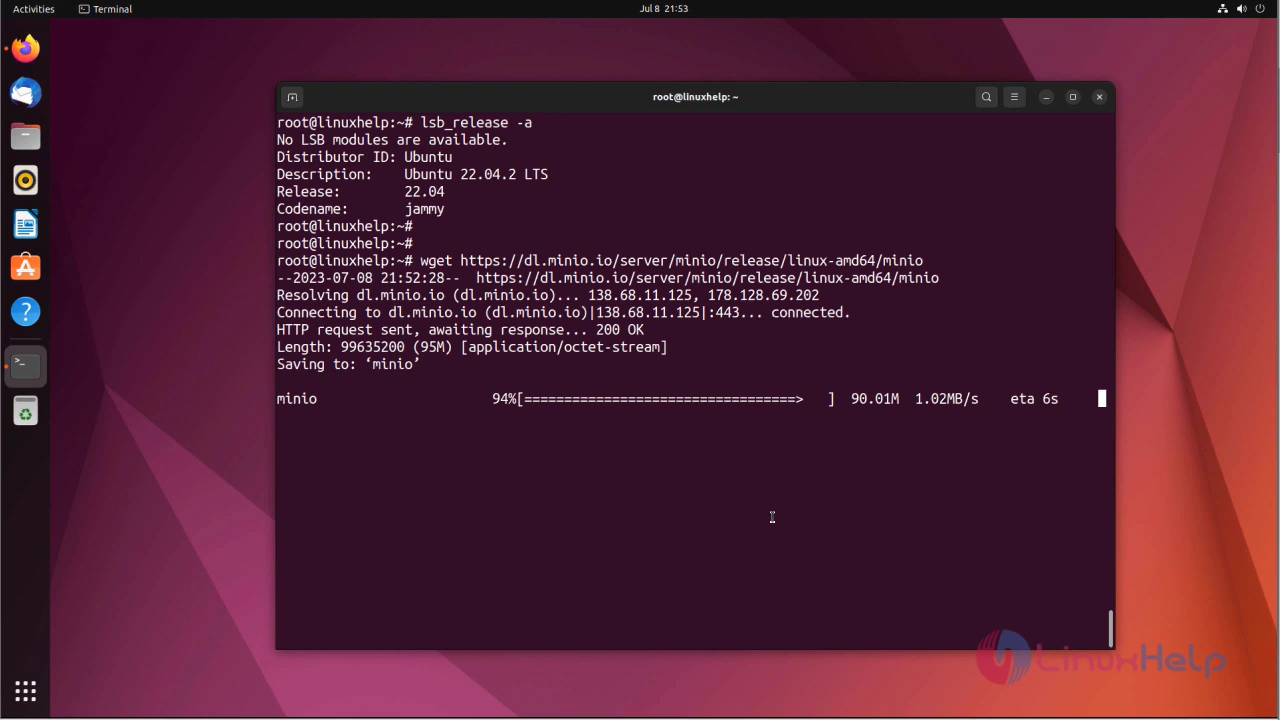 Activities
Terminal
Jul 8 21:53
root@linuxhelp: ~
root@linuxhelp:~# lsb_release -a
No LSB modules are available.
Distributor ID: Ubuntu
Description:    Ubuntu 22.04.2 LTS
Release:        22.04
Codename:       jammy
root@linuxhelp:~#
root@linuxhelp:~#
root@linuxhelp:~# wget https://dl.minio.io/server/minio/release/linux-amd64/minio
--2023-07-08 21:52:28--  https://dl.minio.io/server/minio/release/linux-amd64/minio
Resolving dl.minio.io (dl.minio.io)... 138.68.11.125, 178.128.69.202
Connecting to dl.minio.io (dl.minio.io)|138.68.11.125|:443... connected.
HTTP request sent, awaiting response... 200 OK
Length: 99635200 (95M) [application/octet-stream]
Saving to: ‘minio’
minio                      94%[==================================>   ]  90.01M  1.02MB/s    eta 6s
LinuxHelp